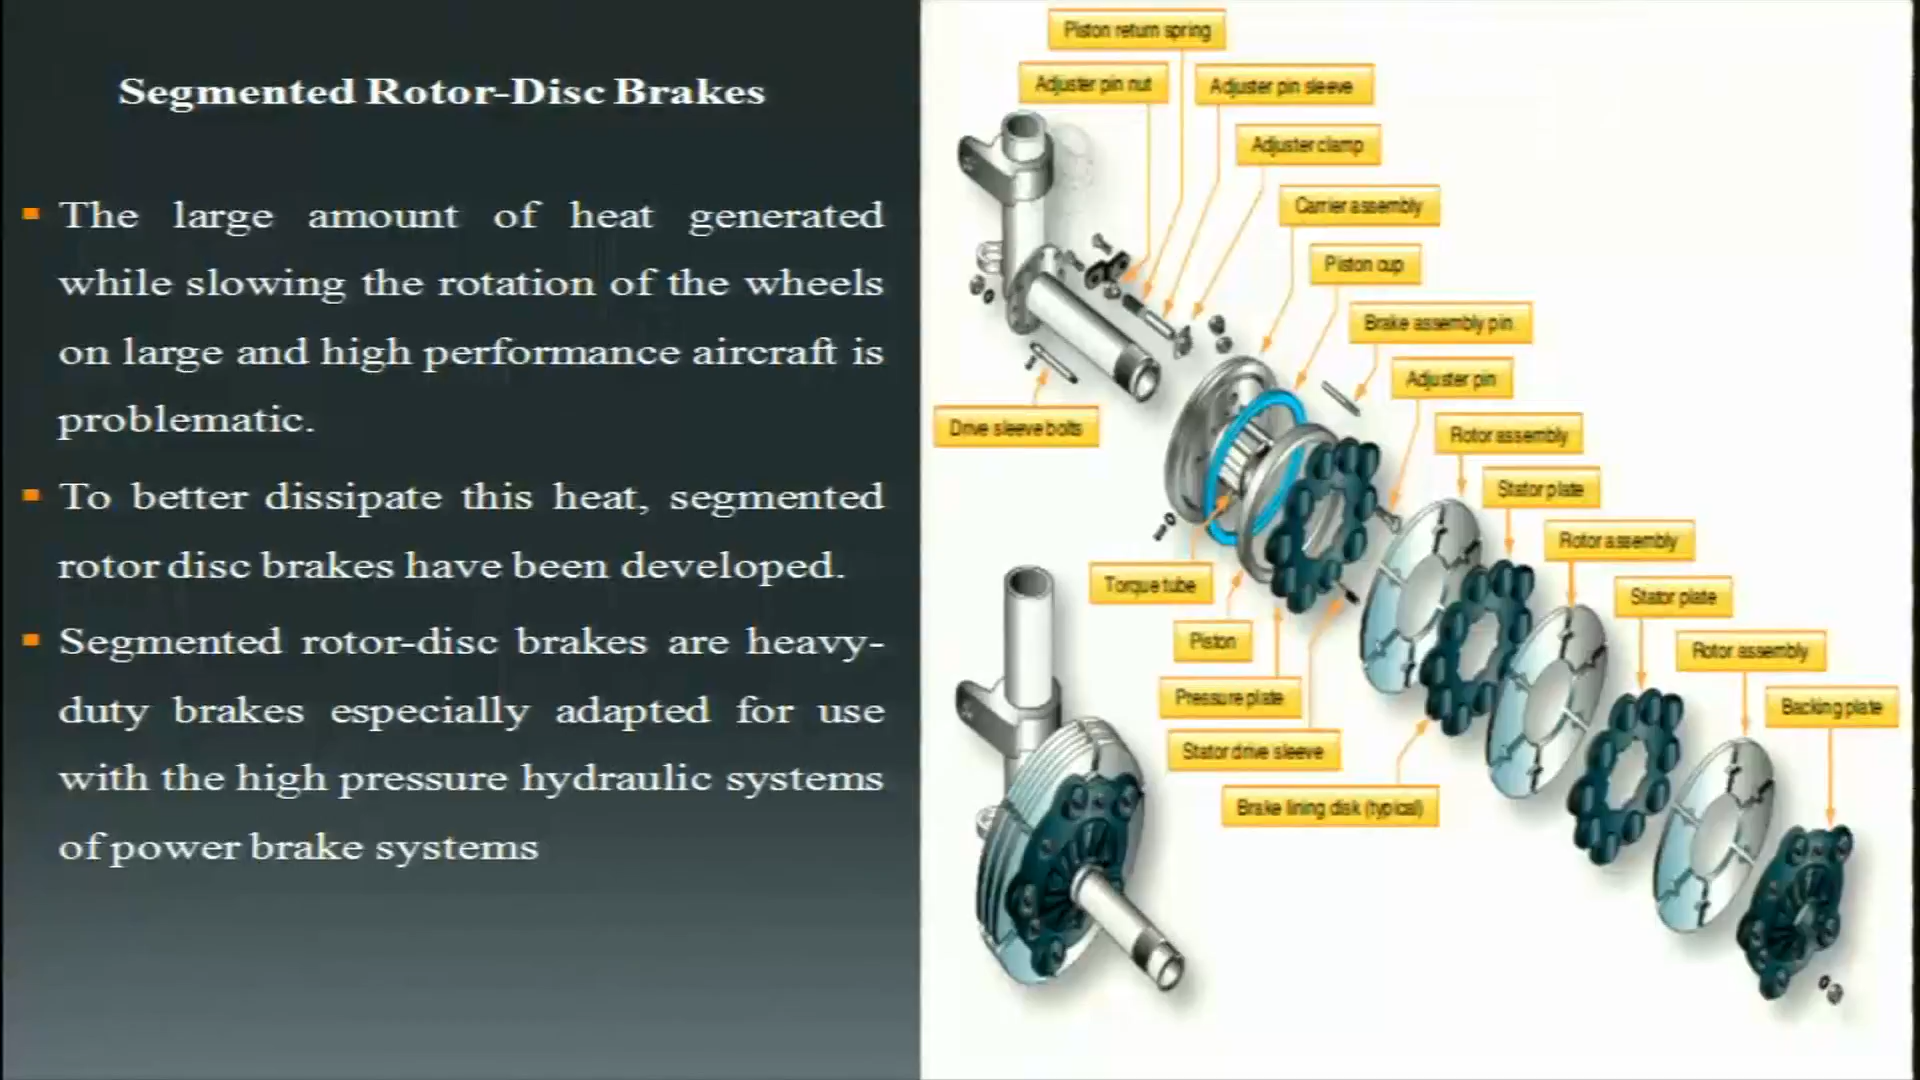 Segmented Rotor-Disc Brakes
The large amount of heat generated
while slowing the rotation of the wheels
on large and high performance aircraft is
problematic.
To better dissipate this heat, segmented
rotor disc brakes have been developed.
Segmented rotor-disc brakes are heavy-
duty brakes especially adapted for use
with the high pressure hydraulic systems
of power brake systems
Piston return spring
Adjuster pin nut
Adjuster pin sleeve
Adjuster clamp
Carrier assembly
Piston cup
Brake assembly pin
Adjuster pin
Drive sleeve bolts
Rotor assembly
Stator plate
Rotor assembly
Torque tube
Stator plate
Piston
Rotor assembly
Pressure plate
Backing plate
Stator drive sleeve
Brake lining disk (typical)